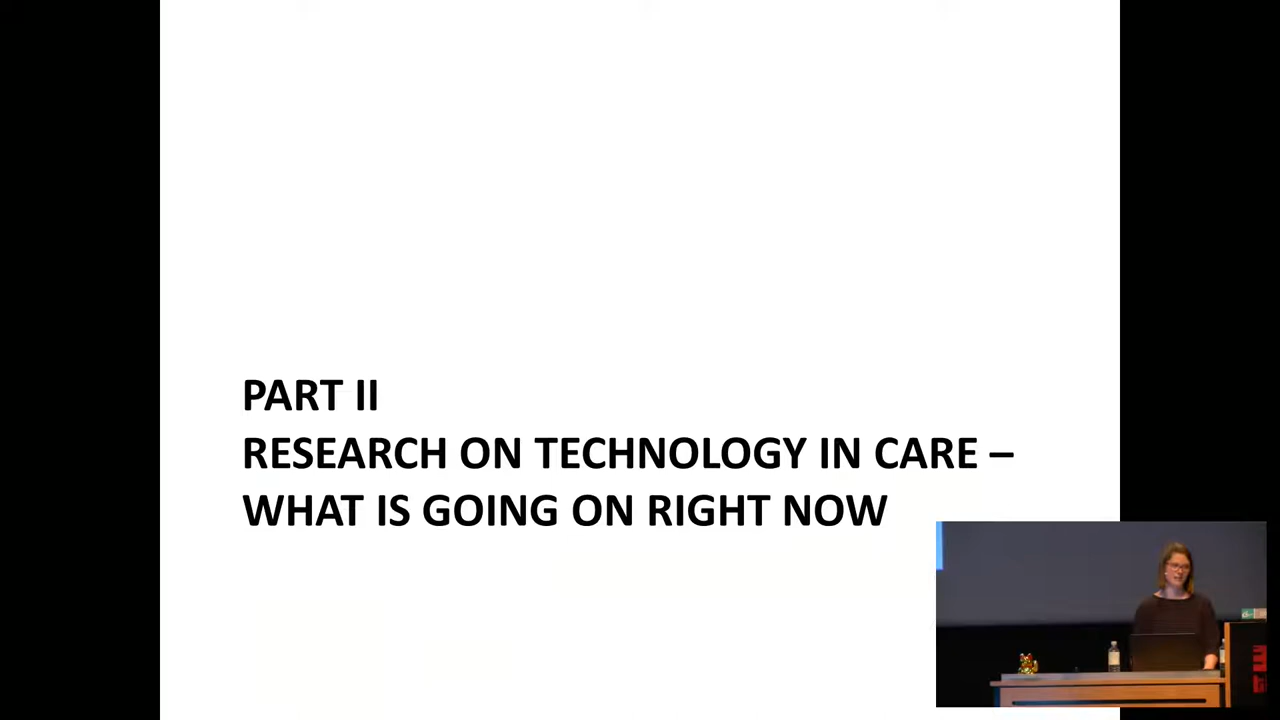 PART II
RESEARCH ON TECHNOLOGY IN CARE –
WHAT IS GOING ON RIGHT NOW